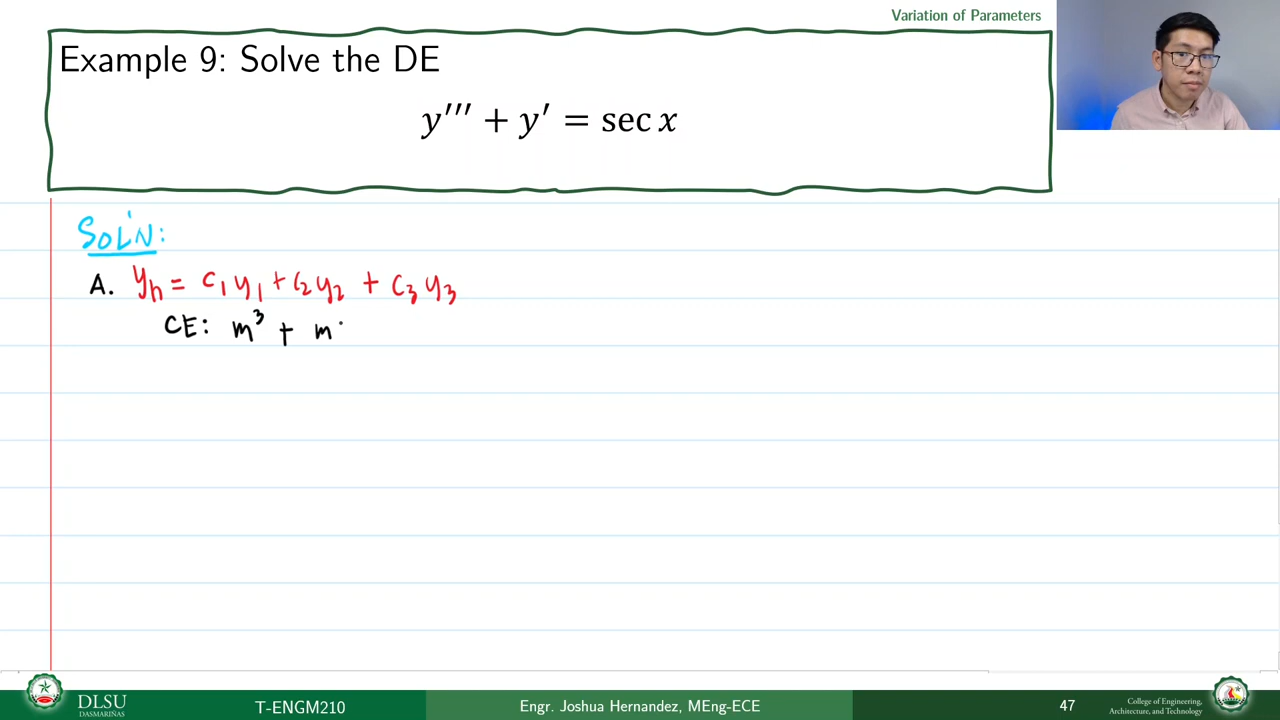 Variation of Parameters
Example 9: Solve the DE
y′′′ + y′ = sec x
SOL'N:
A. yₕ = c₁y₁ + c₂y₂ + c₃y₃
CE: m³ + m
DLSU
DASMARIÑAS
T-ENGM210
Engr. Joshua Hernandez, MEng-ECE
47
College of Engineering,
Architecture, and Technology